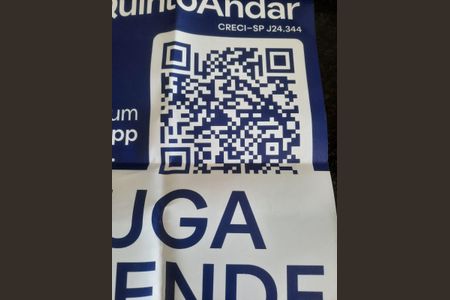 QuintoAndar
CRECI-SP J24.344
um
pp
UGA
ENDE